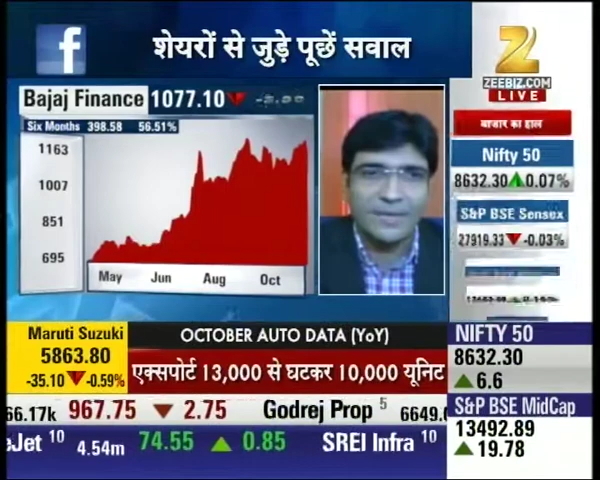 f
शेयरों से जुड़े पूछें सवाल
Z
ZEEBIZ.COM
LIVE
Bajaj Finance 1077.10
Six Months 398.58 56.51%
1163
1007
851
695
May Jun Aug Oct
बाजार का हाल
Nifty 50
8632.30 0.07%
S&P BSE Sensex
27919.33 -0.03%
Maruti Suzuki
5863.80
-35.10 -0.59%
OCTOBER AUTO DATA (YoY)
एक्सपोर्ट 13,000 से घटकर 10,000 यूनिट
NIFTY 50
8632.30
6.6
S&P BSE MidCap
13492.89
19.78
66.17k 967.75 2.75 Godrej Prop 5 6649.
eJet 10 4.54m 74.55 0.85 SREI Infra 10